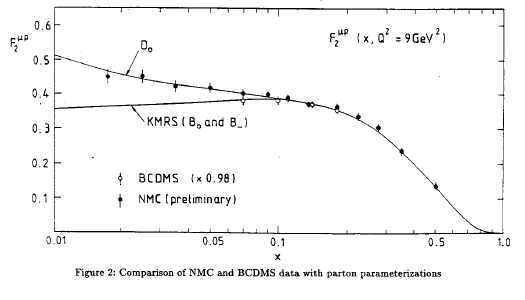 F₂^μp
0.6
0.5
0.4
0.3
0.2
0.1
D₀
F₂^μp (x, Q² = 9GeV²)
KMRS (B₀ and B₋)
BCDMS (× 0.98)
NMC (preliminary)
0.01
0.05
0.1
0.5
1.0
x
Figure 2: Comparison of NMC and BCDMS data with parton parameterizations